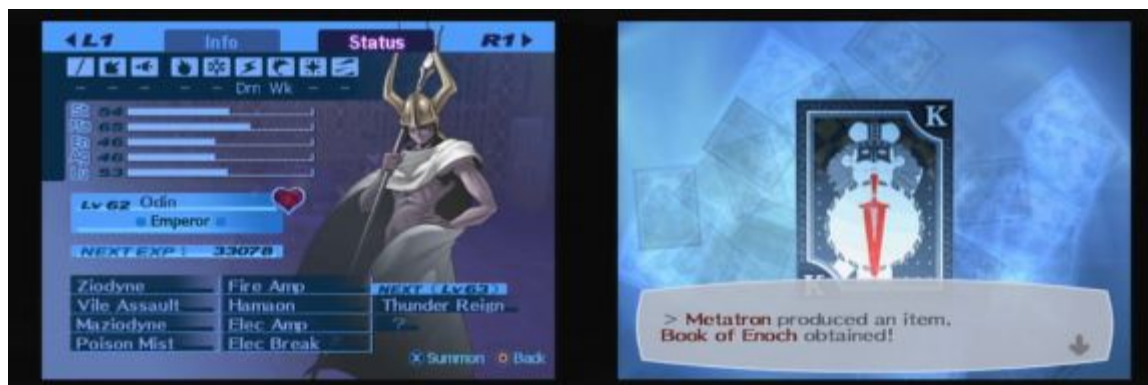 L1 Info Status R1
- - - - - Drn Wk - -
St 54
Ma 65
En 46
Ag 46
Lu 53
Lv 62 Odin
Emperor
NEXT EXP : 33078
Ziodyne Fire Amp NEXT (Lv63)
Vile Assault Hamaon Thunder Reign
Maziodyne Elec Amp ?
Poison Mist Elec Break
Summon Back
K
K
> Metatron produced an item.
Book of Enoch obtained!